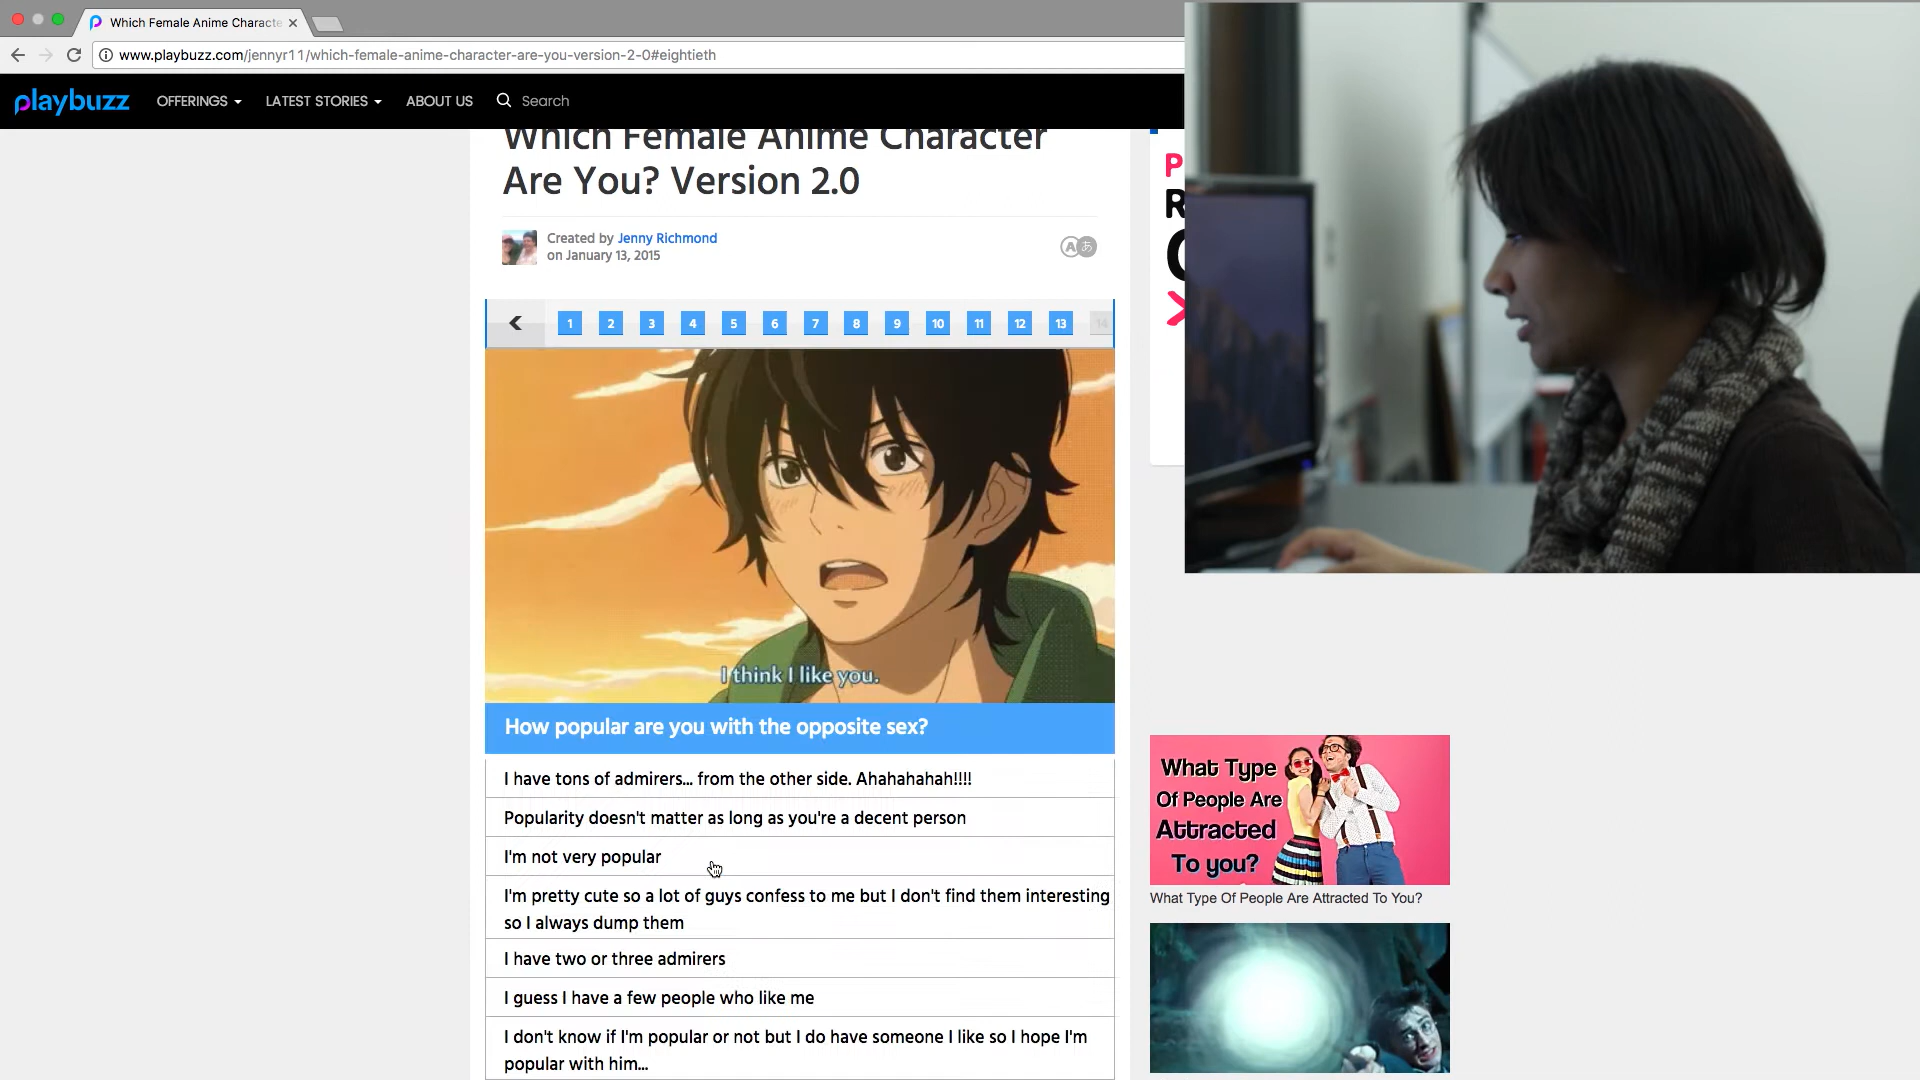 Which Female Anime Characte
www.playbuzz.com/jennyr11/which-female-anime-character-are-you-version-2-0#eightieth
playbuzz OFFERINGS LATEST STORIES ABOUT US Search
Which Female Anime Character
Are You? Version 2.0
Created by Jenny Richmond
on January 13, 2015
A あ
1 2 3 4 5 6 7 8 9 10 11 12 13 14
I think I like you.
How popular are you with the opposite sex?
I have tons of admirers... from the other side. Ahahahahah!!!!
Popularity doesn't matter as long as you're a decent person
I'm not very popular
I'm pretty cute so a lot of guys confess to me but I don't find them interesting
so I always dump them
I have two or three admirers
I guess I have a few people who like me
I don't know if I'm popular or not but I do have someone I like so I hope I'm
popular with him...
P
R
What Type
Of People Are
Attracted
To you?
What Type Of People Are Attracted To You?